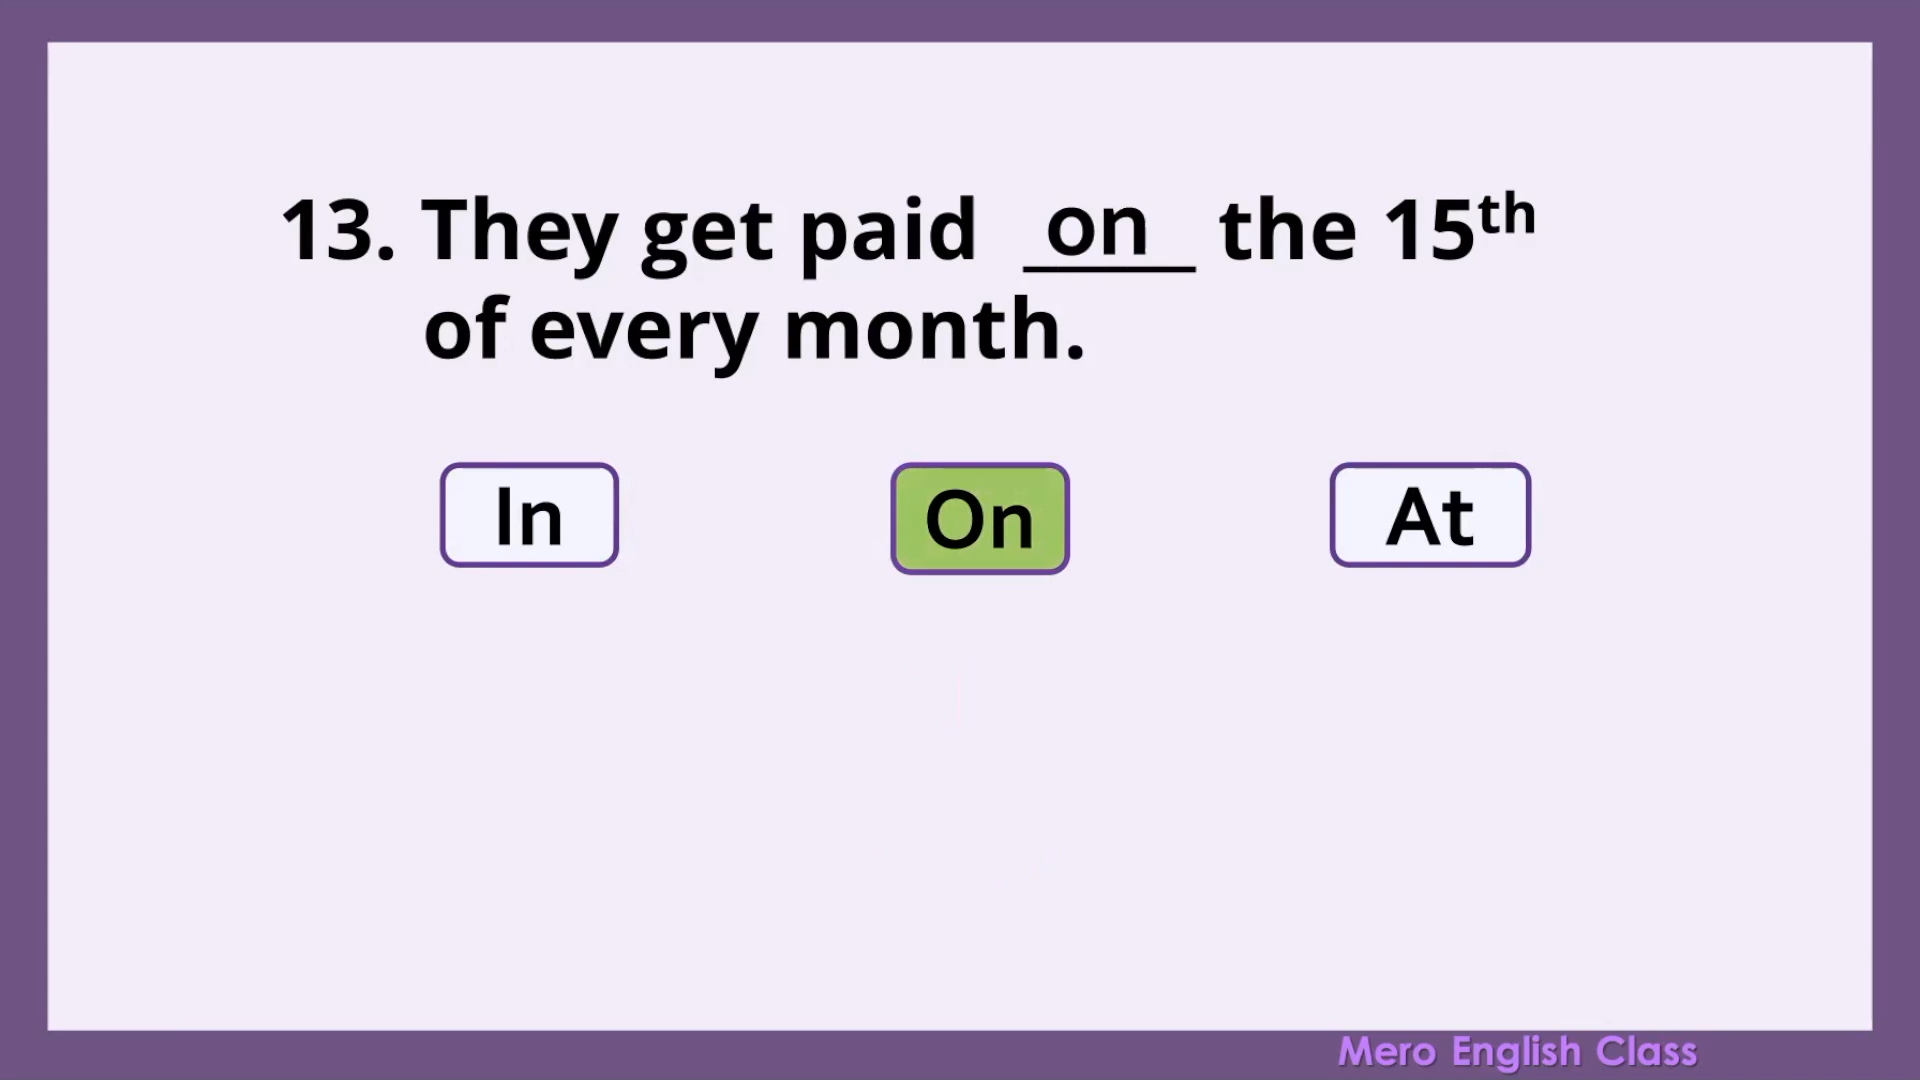 13. They get paid on the 15th
of every month.
In On At
Mero English Class